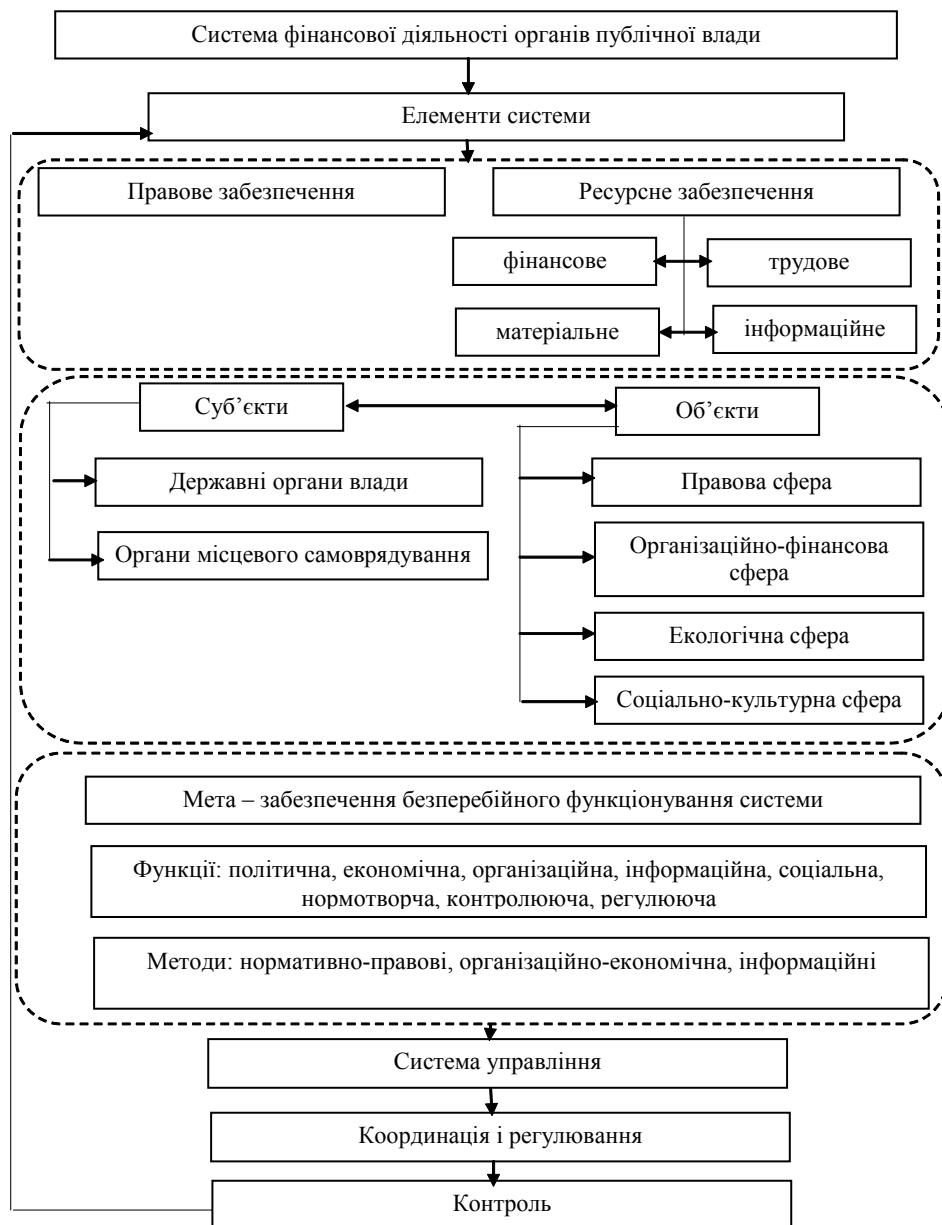 Система фінансової діяльності органів публічної влади
Елементи системи
Правове забезпечення
Ресурсне забезпечення
фінансове
трудове
матеріальне
інформаційне
Суб’єкти
Об’єкти
Державні органи влади
Органи місцевого самоврядування
Правова сфера
Організаційно-фінансова
сфера
Екологічна сфера
Соціально-культурна сфера
Мета – забезпечення безперебійного функціонування системи
Функції: політична, економічна, організаційна, інформаційна, соціальна,
нормотворча, контролююча, регулююча
Методи: нормативно-правові, організаційно-економічна, інформаційні
Система управління
Координація і регулювання
Контроль